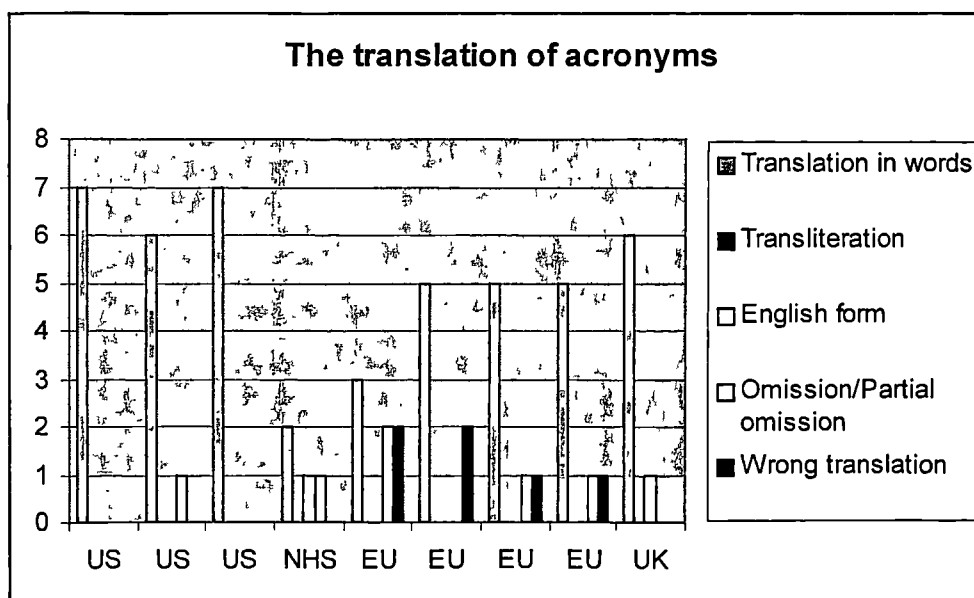 The translation of acronyms
8
7
6
5
4
3
2
1
0
US US US NHS EU EU EU EU UK
Translation in words
Transliteration
English form
Omission/Partial
omission
Wrong translation